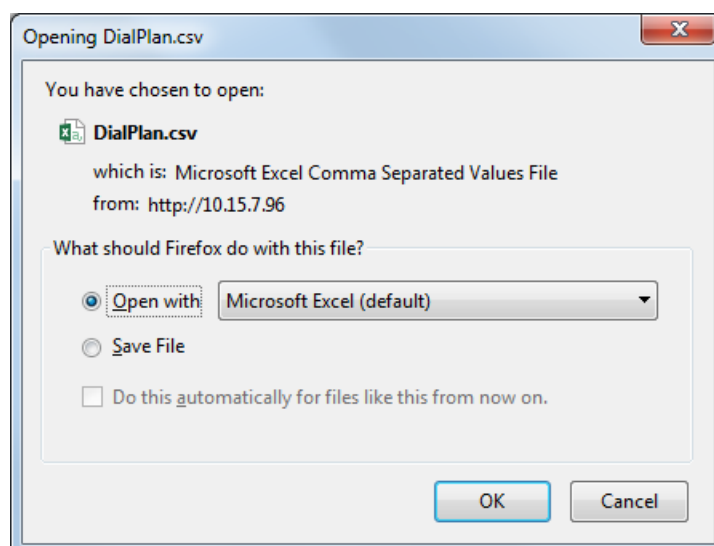 Opening DialPlan.csv
You have chosen to open:
DialPlan.csv
which is: Microsoft Excel Comma Separated Values File
from: http://10.15.7.96
What should Firefox do with this file?
Open with Microsoft Excel (default)
Save File
Do this automatically for files like this from now on.
OK Cancel